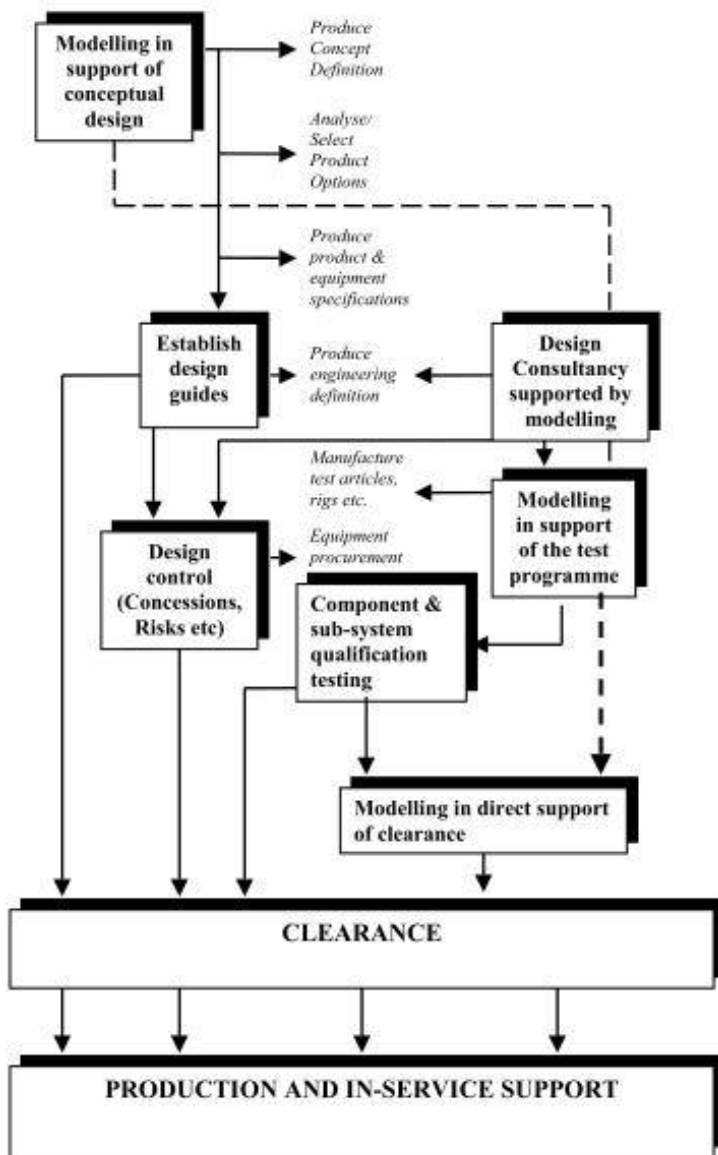 Modelling in
support of
conceptual
design
Produce
Concept
Definition
Analyse/
Select
Product
Options
Produce
product &
equipment
specifications
Establish
design
guides
Produce
engineering
definition
Design
Consultancy
supported by
modelling
Manufacture
test articles,
rigs etc.
Modelling
in support
of the test
programme
Design
control
(Concessions,
Risks etc)
Equipment
procurement
Component &
sub-system
qualification
testing
Modelling in direct support
of clearance
CLEARANCE
PRODUCTION AND IN-SERVICE SUPPORT